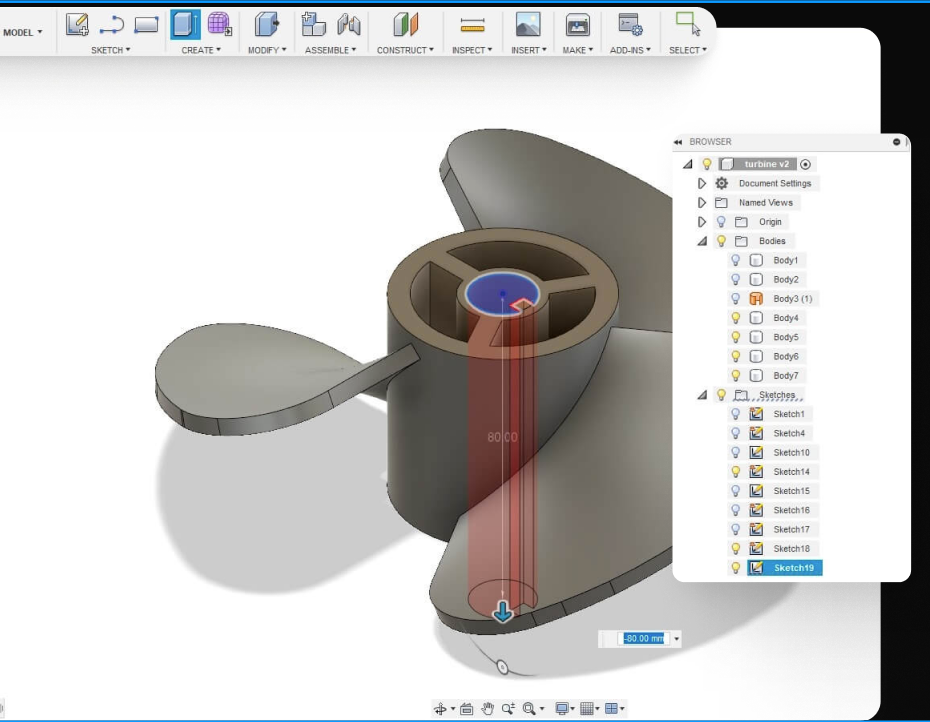 MODEL
SKETCH
CREATE
MODIFY
ASSEMBLE
CONSTRUCT
INSPECT
INSERT
MAKE
ADD-INS
SELECT
BROWSER
turbine v2
Document Settings
Named Views
Origin
Bodies
Body1
Body2
Body3 (1)
Body4
Body5
Body6
Body7
Sketches
Sketch1
Sketch4
Sketch10
Sketch14
Sketch15
Sketch16
Sketch17
Sketch18
Sketch19
80.00
-80.00 mm